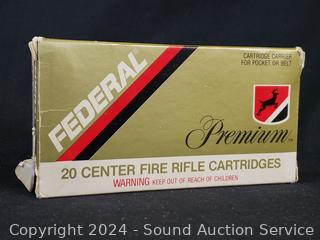 CARTRIDGE CARRIER
FOR POCKET OR BELT
FEDERAL
Premium
20 CENTER FIRE RIFLE CARTRIDGES
WARNING KEEP OUT OF REACH OF CHILDREN
Copyright 2024 - Sound Auction Service